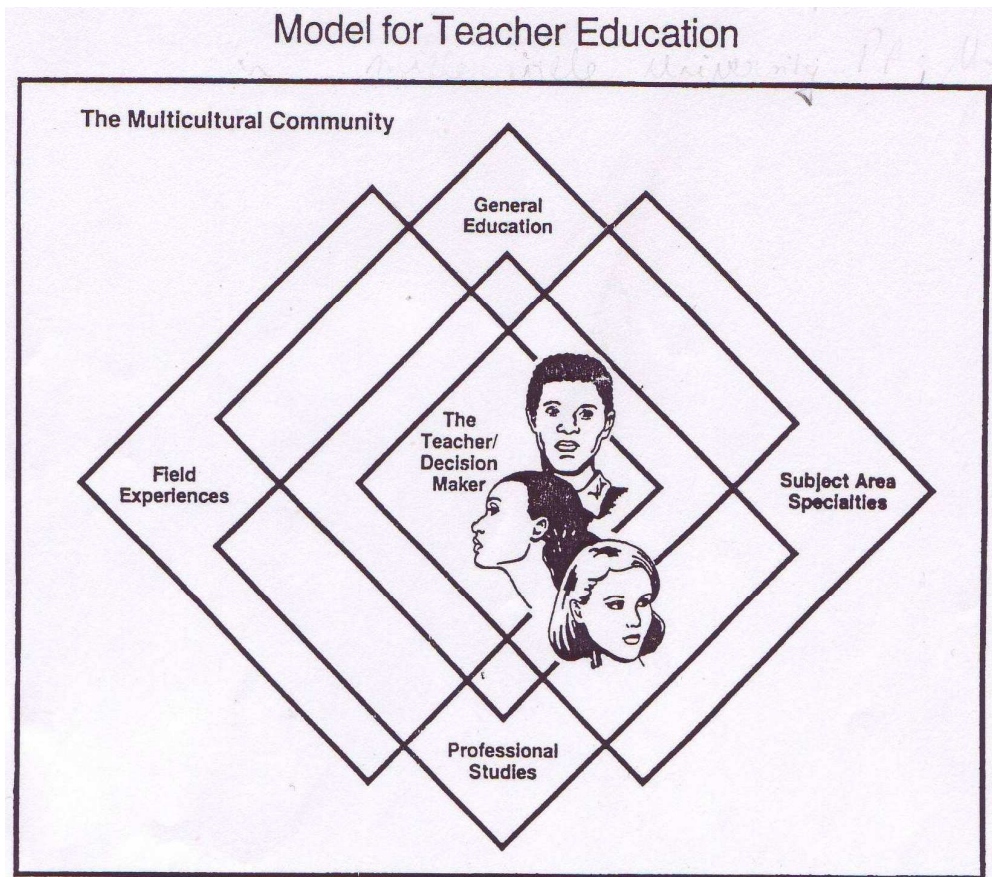 Model for Teacher Education
The Multicultural Community
General
Education
The
Teacher/
Decision
Maker
Field
Experiences
Subject Area
Specialties
Professional
Studies